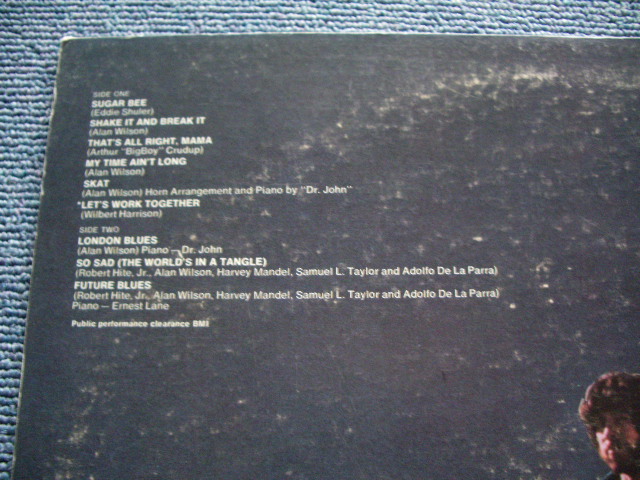 SIDE ONE
SUGAR BEE
(Eddie Shuler)
SHAKE IT AND BREAK IT
(Alan Wilson)
THAT'S ALL RIGHT, MAMA
(Arthur "BigBoy" Crudup)
MY TIME AIN'T LONG
(Alan Wilson)
SKAT
(Alan Wilson) Horn Arrangement and Piano by "Dr. John"
*LET'S WORK TOGETHER
(Wilbert Harrison)
SIDE TWO
LONDON BLUES
(Alan Wilson) Piano — Dr. John
SO SAD (THE WORLD'S IN A TANGLE)
(Robert Hite, Jr., Alan Wilson, Harvey Mandel, Samuel L. Taylor and Adolfo De La Parra)
FUTURE BLUES
(Robert Hite, Jr., Alan Wilson, Harvey Mandel, Samuel L. Taylor and Adolfo De La Parra)
Piano — Ernest Lane
Public performance clearance BMI